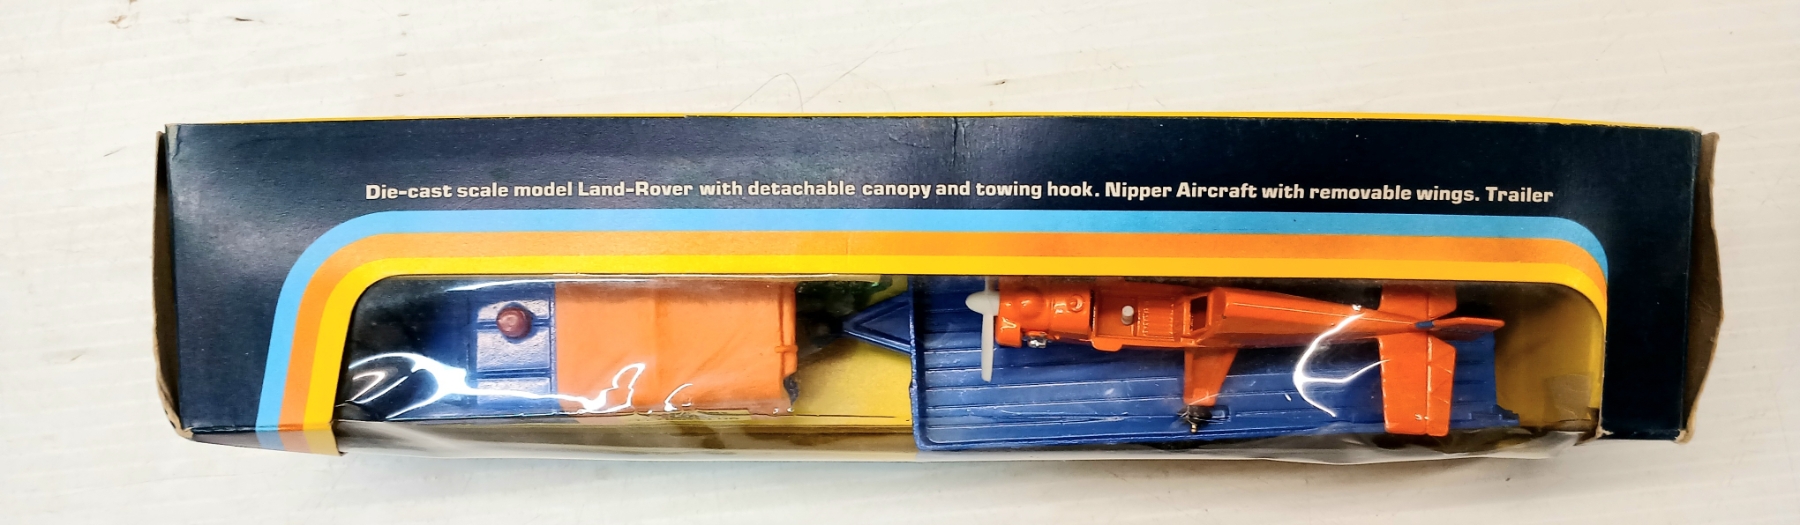 Die-cast scale model Land-Rover with detachable canopy and towing hook. Nipper Aircraft with removable wings. Trailer